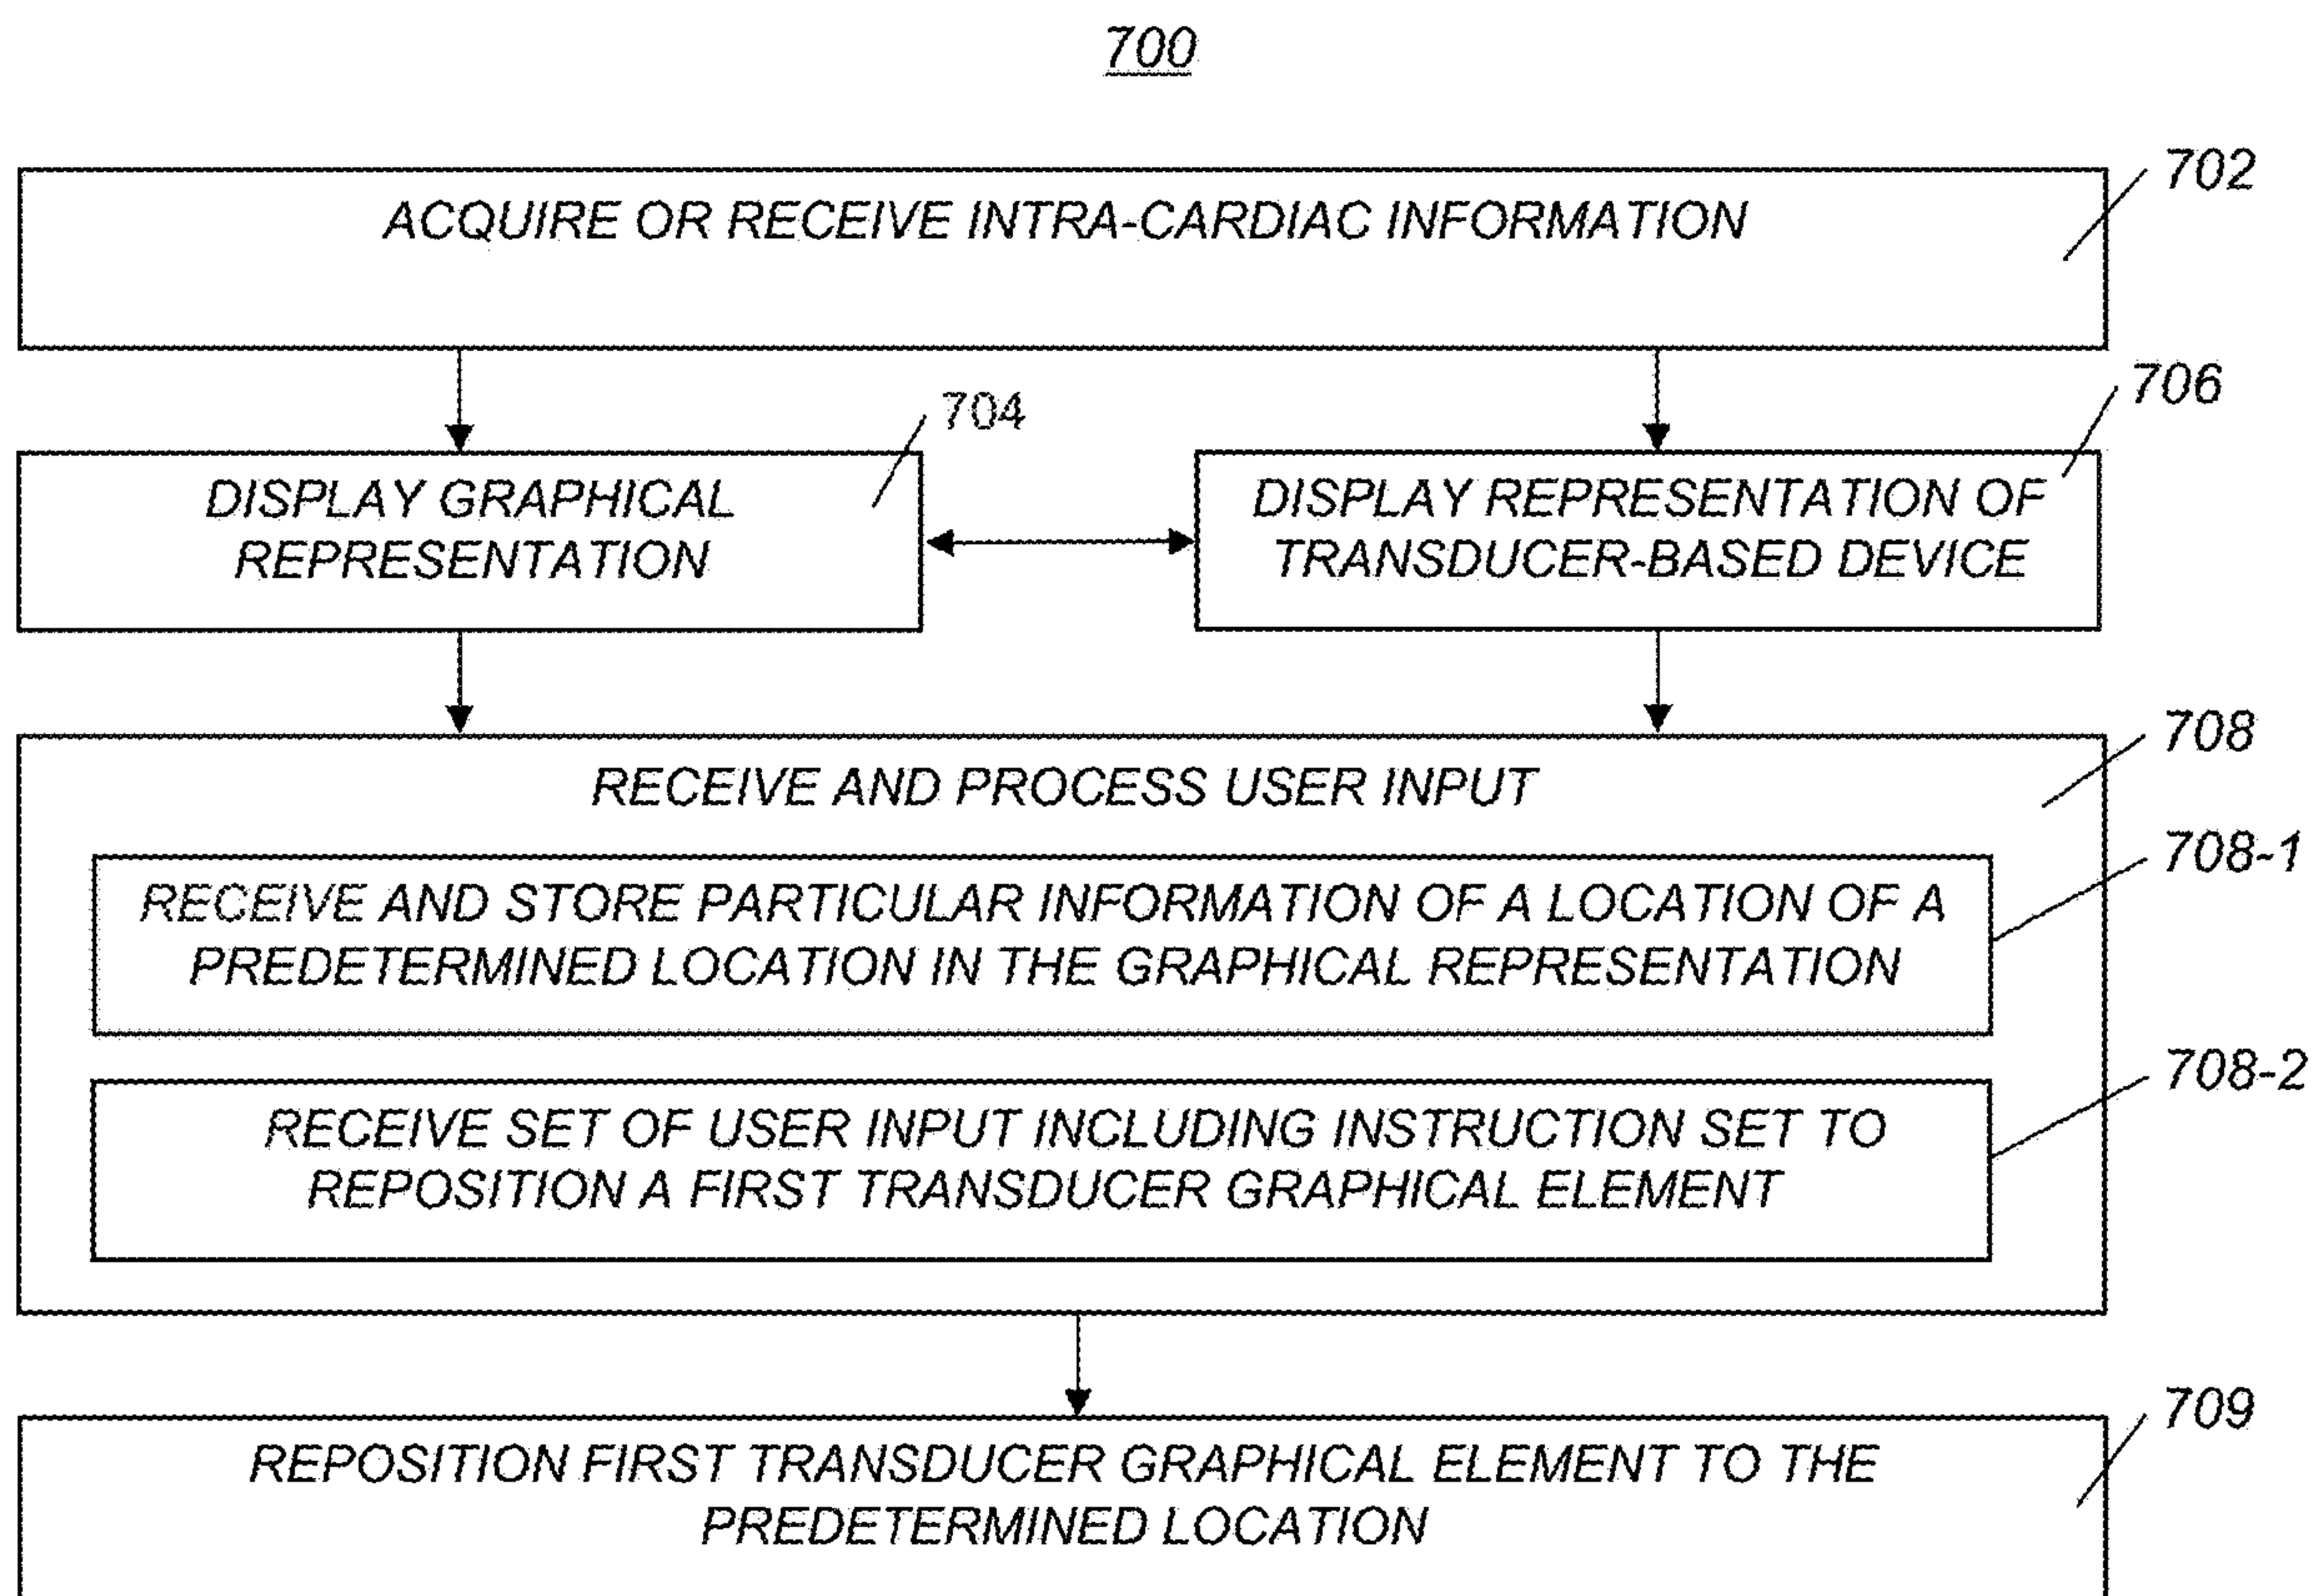 700
702
ACQUIRE OR RECEIVE INTRA-CARDIAC INFORMATION
704
706
DISPLAY GRAPHICAL
REPRESENTATION
DISPLAY REPRESENTATION OF
TRANSDUCER-BASED DEVICE
708
RECEIVE AND PROCESS USER INPUT
708-1
RECEIVE AND STORE PARTICULAR INFORMATION OF A LOCATION OF A
PREDETERMINED LOCATION IN THE GRAPHICAL REPRESENTATION
708-2
RECEIVE SET OF USER INPUT INCLUDING INSTRUCTION SET TO
REPOSITION A FIRST TRANSDUCER GRAPHICAL ELEMENT
709
REPOSITION FIRST TRANSDUCER GRAPHICAL ELEMENT TO THE
PREDETERMINED LOCATION